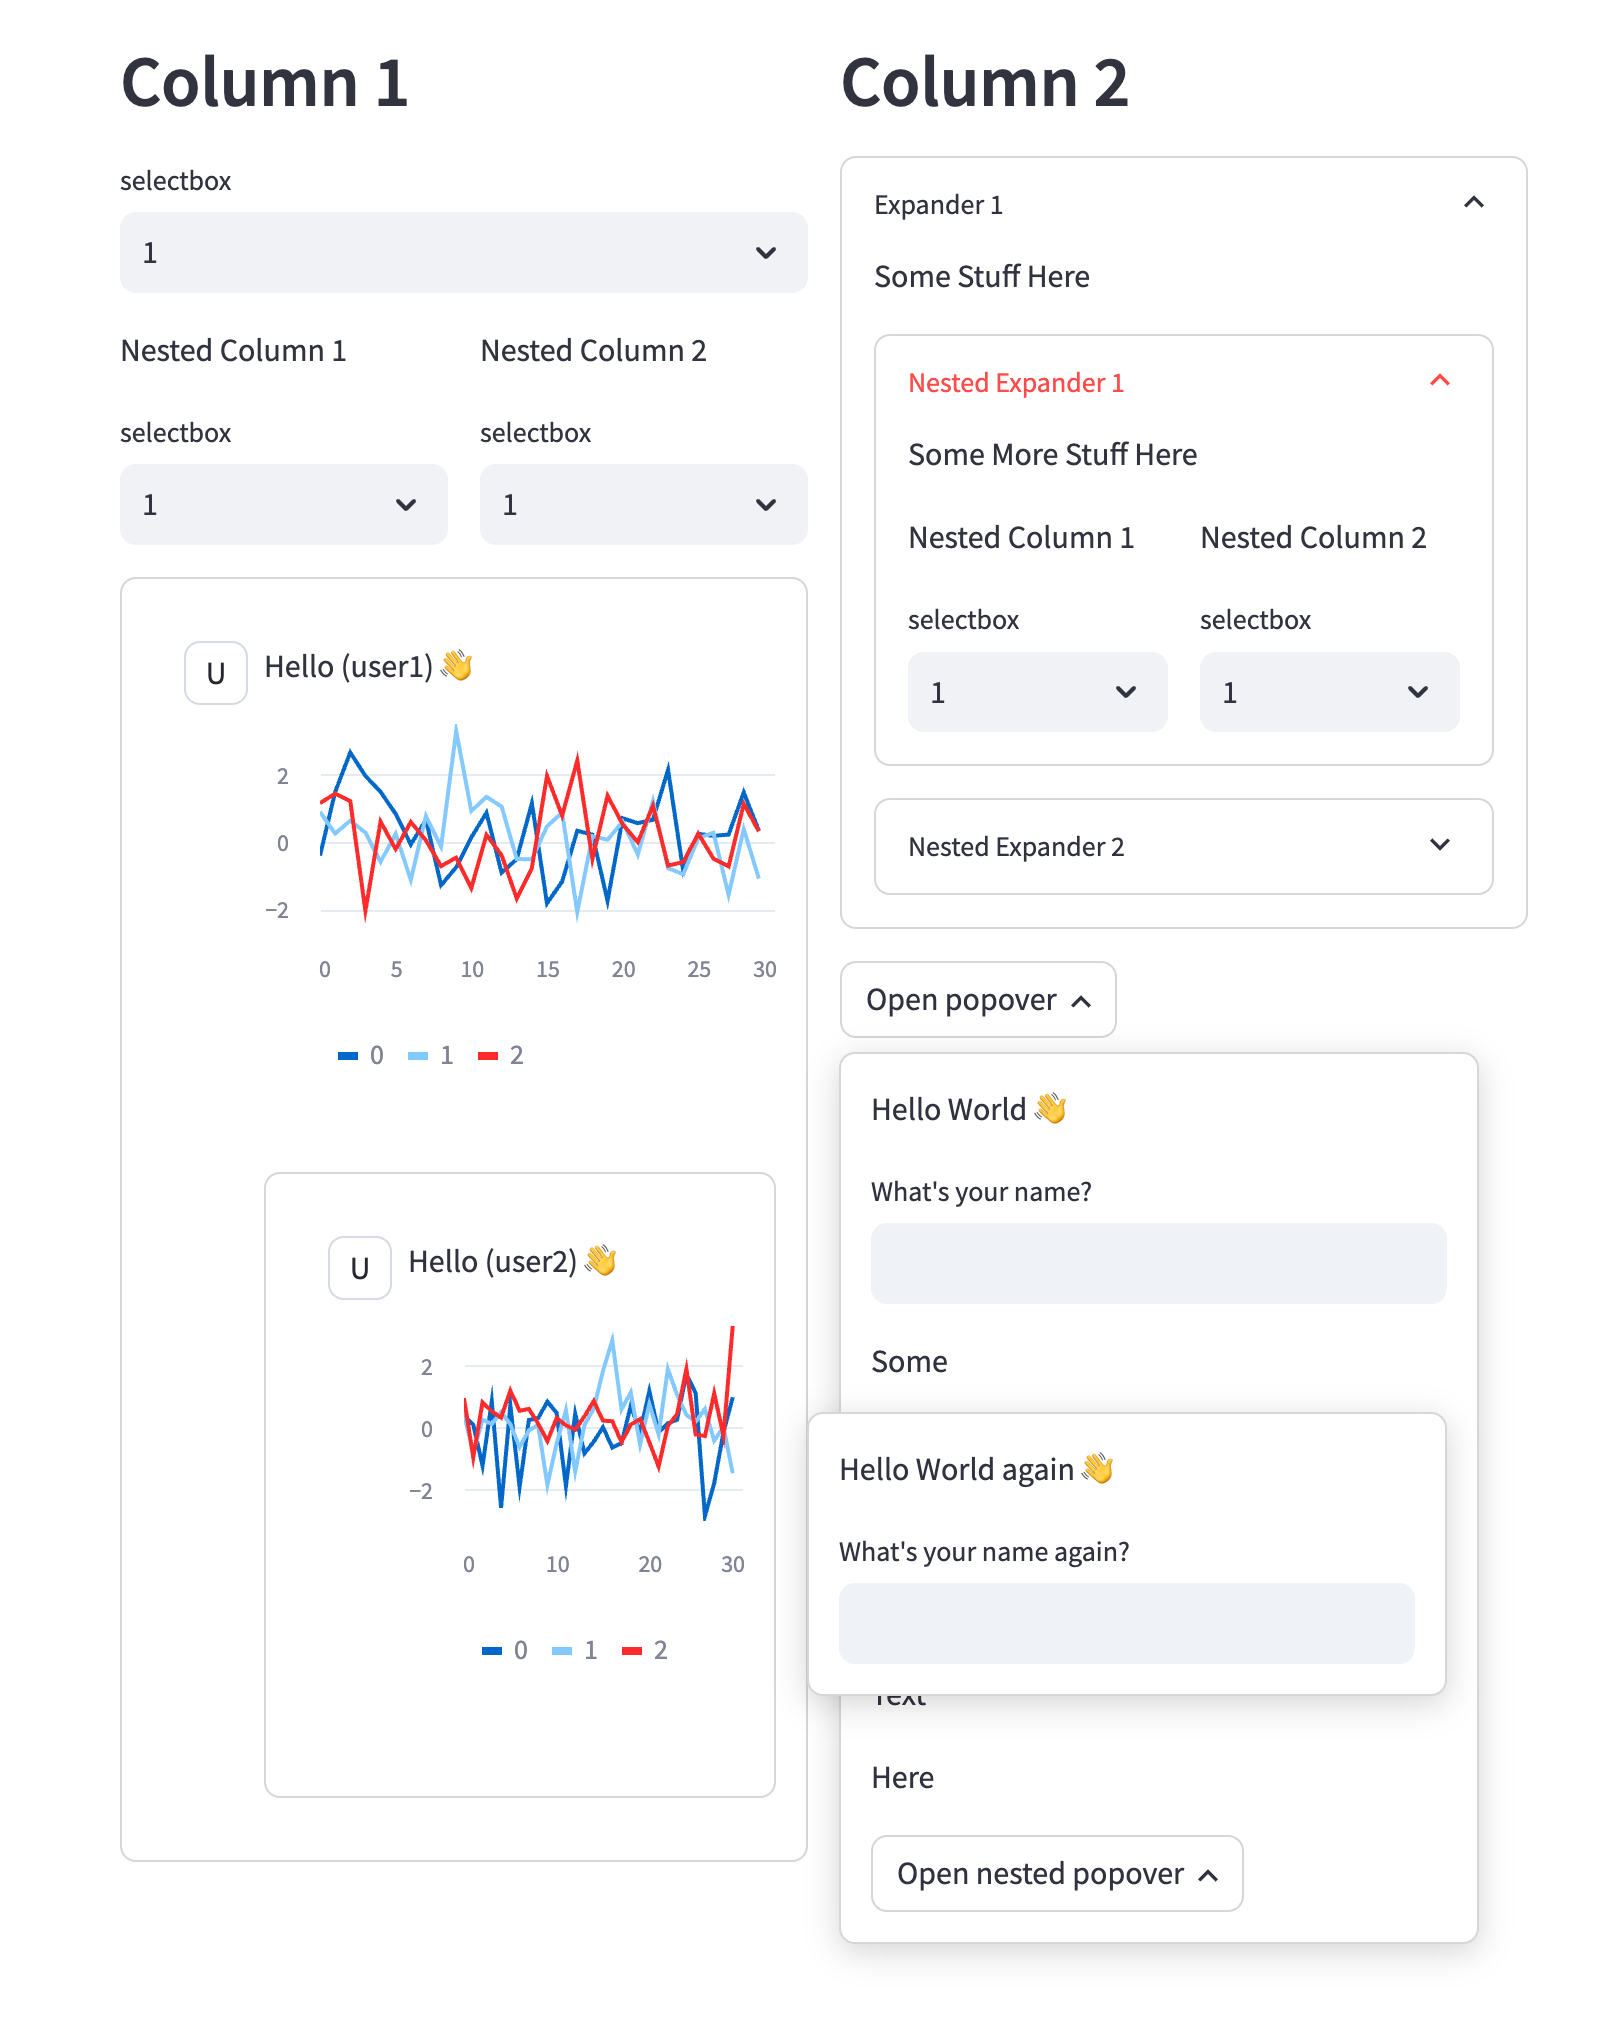 Column 1
selectbox
1
Nested Column 1 Nested Column 2
selectbox selectbox
1 1
U Hello (user1) 👋
2
0
−2
0 5 10 15 20 25 30
0 1 2
U Hello (user2) 👋
2
0
−2
0 10 20 30
0 1 2
Column 2
Expander 1
Some Stuff Here
Nested Expander 1
Some More Stuff Here
Nested Column 1 Nested Column 2
selectbox selectbox
1 1
Nested Expander 2
Open popover
Hello World 👋
What's your name?
Some
Hello World again 👋
What's your name again?
Text
Here
Open nested popover